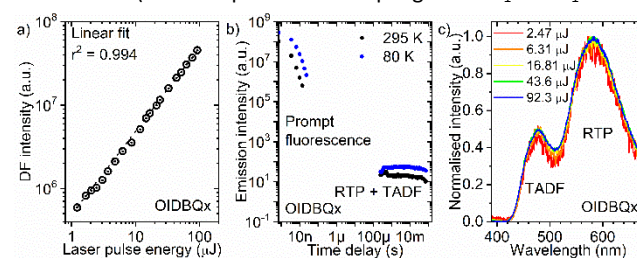 a)
Linear fit
r² = 0.994
OIDBQx
DF intensity (a.u.)
10⁸
10⁷
10⁶
1
10
100
Laser pulse energy (μJ)
b)
295 K
80 K
Prompt
fluorescence
RTP + TADF
OIDBQx
Emission intensity (a.u.)
10⁹
10⁷
10⁵
10³
10¹
10⁻¹
10n
1μ
100μ
10m
Time delay (s)
c)
2.47 μJ
6.31 μJ
16.81 μJ
43.6 μJ
92.3 μJ
RTP
TADF
OIDBQx
Normalised intensity (a.u.)
1.0
0.8
0.6
0.4
0.2
0.0
400
500
600
Wavelength (nm)